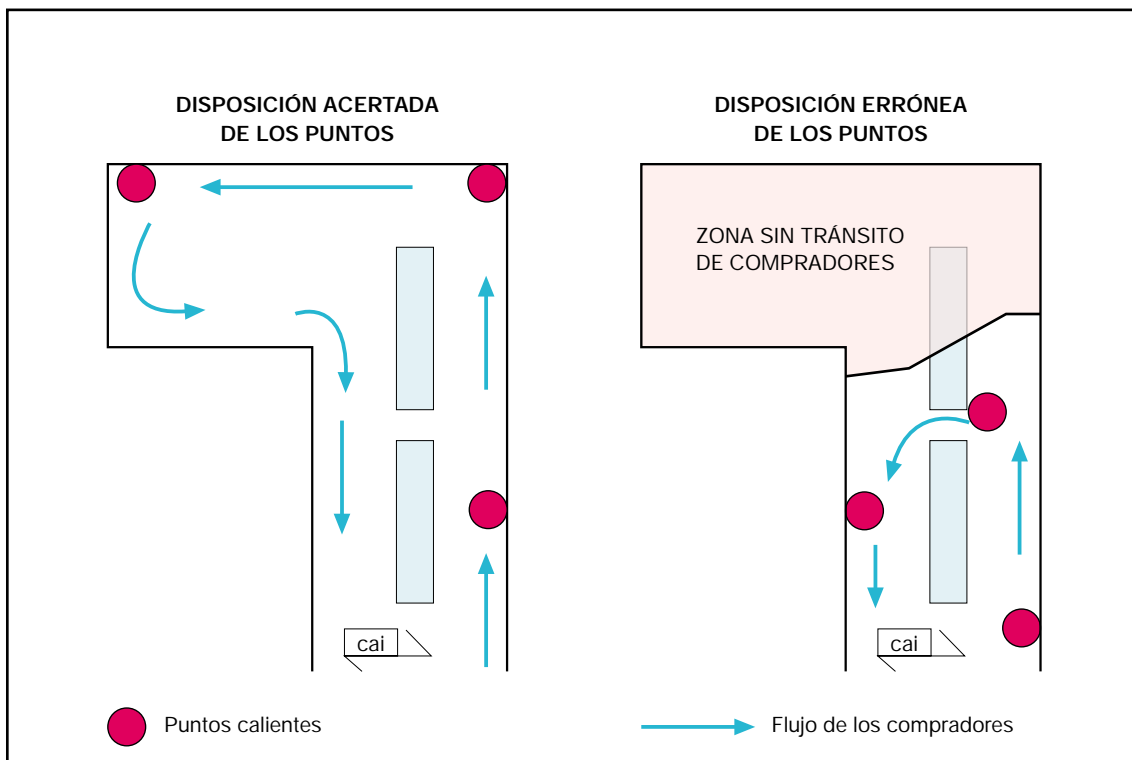 DISPOSICIÓN ACERTADA
DE LOS PUNTOS
DISPOSICIÓN ERRÓNEA
DE LOS PUNTOS
ZONA SIN TRÁNSITO
DE COMPRADORES
cai
cai
Puntos calientes
Flujo de los compradores